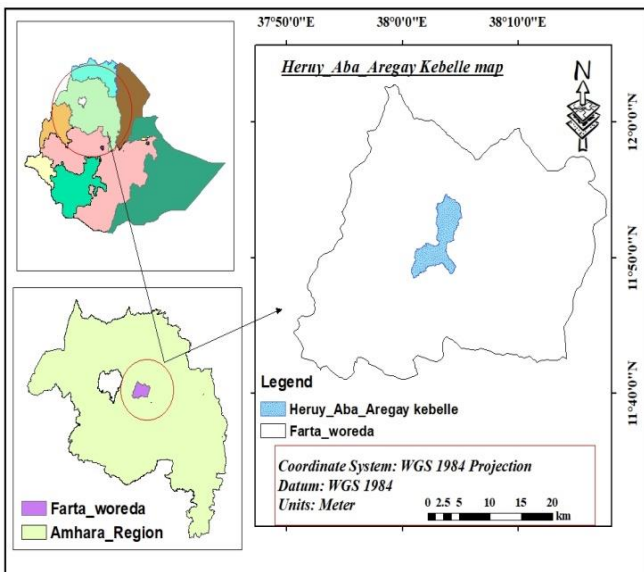 37°50'0"E 38°0'0"E 38°10'0"E
Heruy_Aba_Aregay Kebelle map
N
12°0'0"N
11°50'0"N
11°40'0"N
Legend
Heruy_Aba_Aregay kebelle
Farta_woreda
Coordinate System: WGS 1984 Projection
Datum: WGS 1984
Units: Meter
0 2.5 5 10 15 20
km
Farta_woreda
Amhara_Region